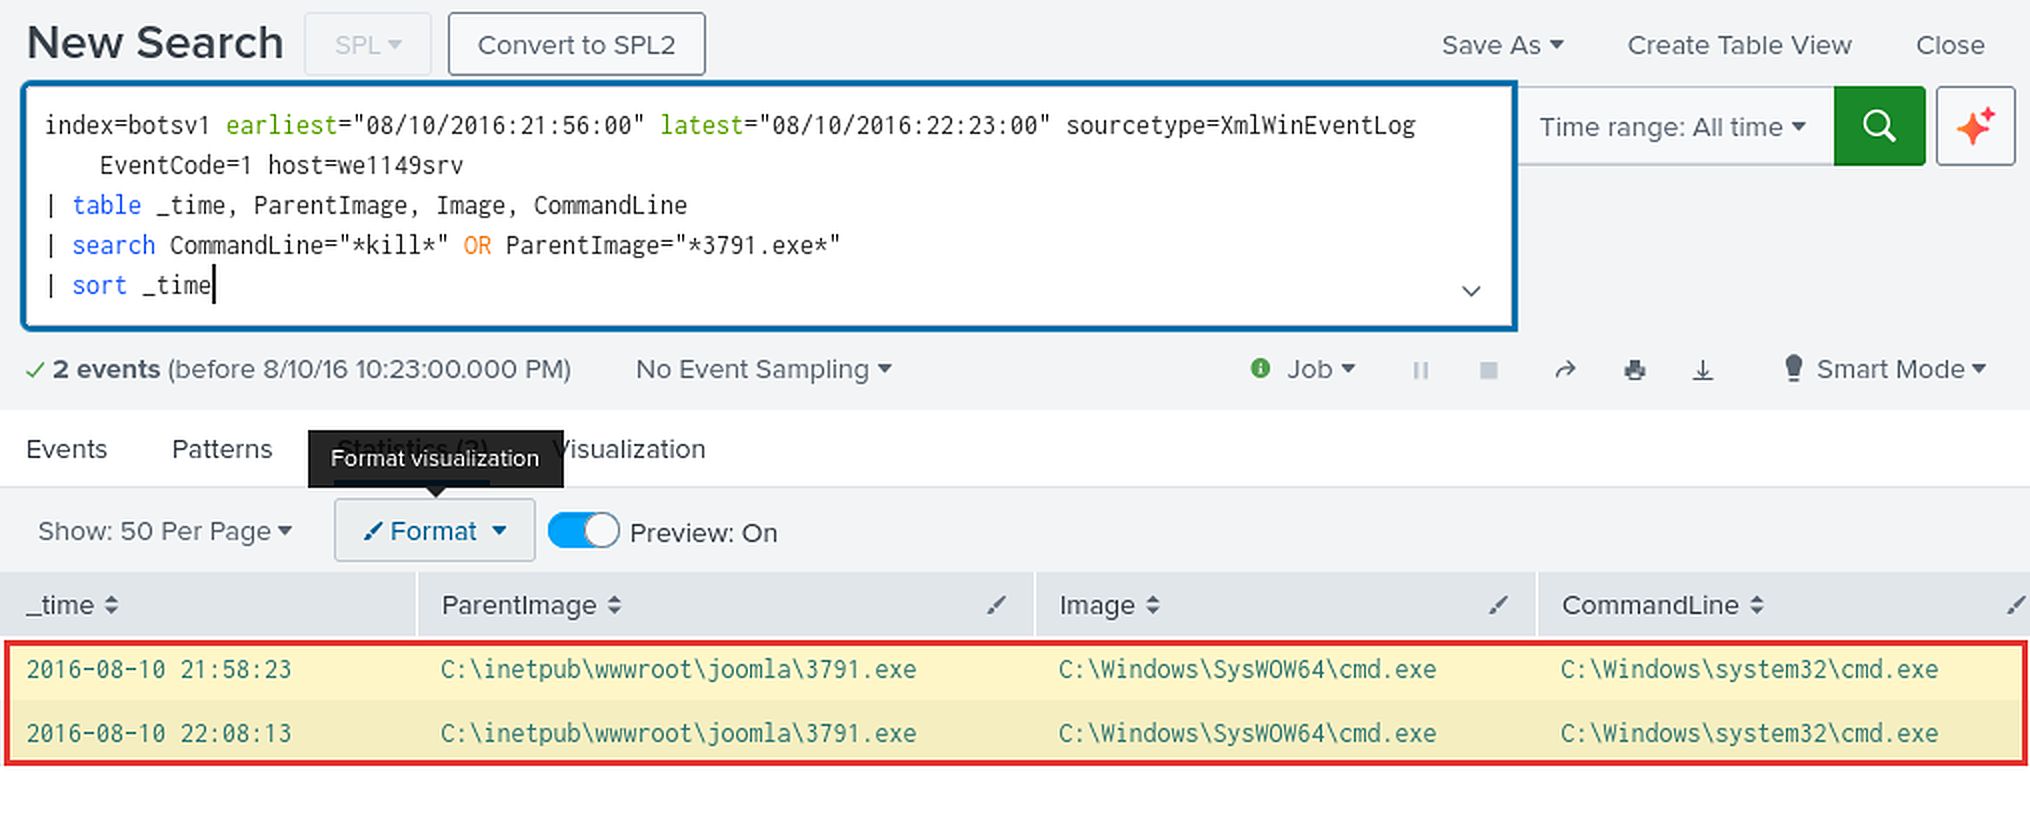 New Search SPL Convert to SPL2 Save As Create Table View Close
index=botsv1 earliest="08/10/2016:21:56:00" latest="08/10/2016:22:23:00" sourcetype=XmlWinEventLog Time range: All time
EventCode=1 host=we1149srv
| table _time, ParentImage, Image, CommandLine
| search CommandLine="*kill*" OR ParentImage="*3791.exe*"
| sort _time
2 events (before 8/10/16 10:23:00.000 PM) No Event Sampling Job Smart Mode
Events Patterns Statistics (2) Visualization
Format visualization
Show: 50 Per Page Format Preview: On
_time ParentImage Image CommandLine
2016-08-10 21:58:23 C:\inetpub\wwwroot\joomla\3791.exe C:\Windows\SysWOW64\cmd.exe C:\Windows\system32\cmd.exe
2016-08-10 22:08:13 C:\inetpub\wwwroot\joomla\3791.exe C:\Windows\SysWOW64\cmd.exe C:\Windows\system32\cmd.exe